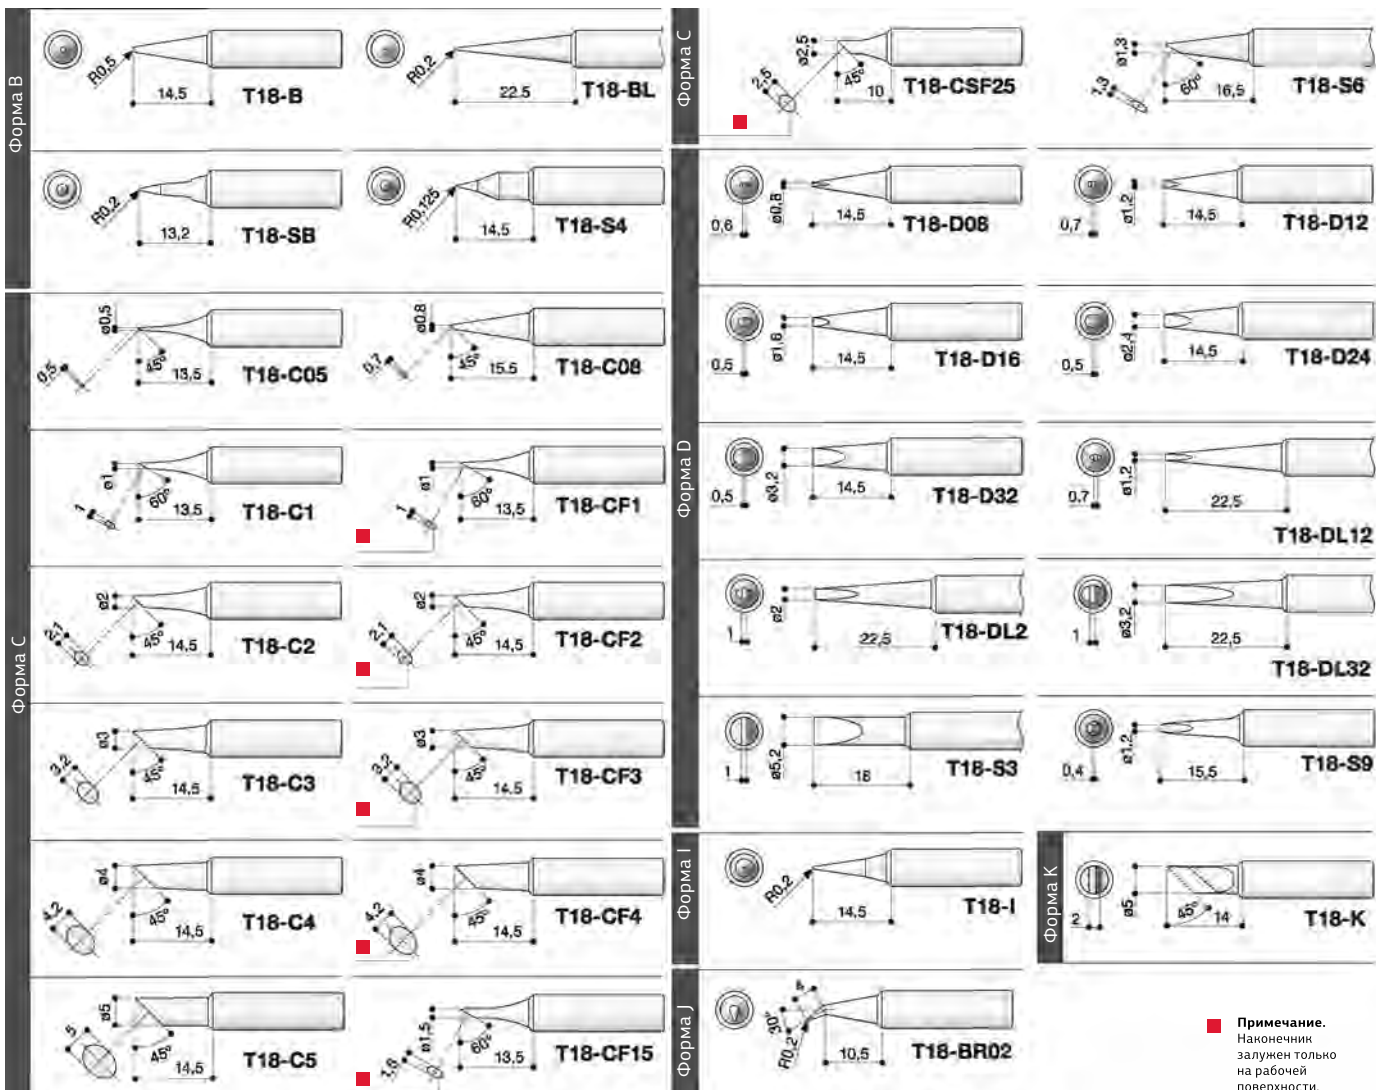 Форма B
R0,5
14,5
T18-B
R0,2
22,5
T18-BL
R0,2
13,2
T18-SB
R0,125
14,5
T18-S4
Форма C
ø0,5
0,5
45°
13,5
T18-C05
ø0,8
0,7
45°
15,5
T18-C08
ø1
1
60°
13,5
T18-C1
ø1
1
60°
13,5
T18-CF1
ø2
2,1
45°
14,5
T18-C2
ø2
2,1
45°
14,5
T18-CF2
ø3
3,2
45°
14,5
T18-C3
ø3
3,2
45°
14,5
T18-CF3
ø4
4,2
45°
14,5
T18-C4
ø4
4,2
45°
14,5
T18-CF4
ø5
5
45°
14,5
T18-C5
ø1,5
1,8
60°
13,5
T18-CF15
Форма C
ø2,5
2,5
45°
10
T18-CSF25
ø1,3
1,3
60°
16,5
T18-S6
Форма D
0,6
ø0,8
14,5
T18-D08
0,7
ø1,2
14,5
T18-D12
0,5
ø1,6
14,5
T18-D16
0,5
ø2,4
14,5
T18-D24
0,5
ø3,2
14,5
T18-D32
0,7
ø1,2
22,5
T18-DL12
1
ø2
22,5
T18-DL2
1
ø3,2
22,5
T18-DL32
1
ø5,2
18
T18-S3
0,4
ø1,2
15,5
T18-S9
Форма I
R0,2
14,5
T18-I
Форма K
2
ø5
45°
14
T18-K
Форма J
30°
R0,2
10,5
T18-BR02
Примечание.
Наконечник
залужен только
на рабочей
поверхности.